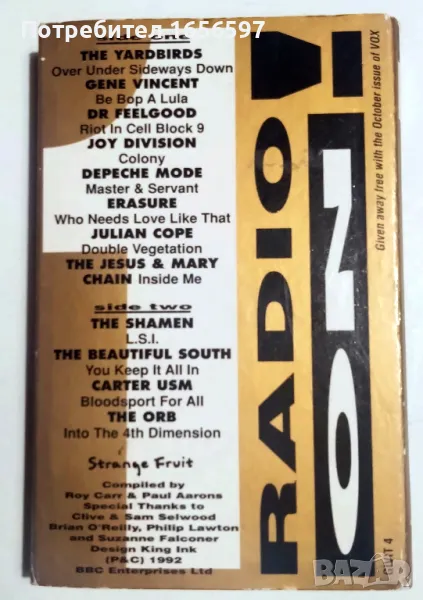 Потребител 1656597
THE YARDBIRDS
Over Under Sideways Down
GENE VINCENT
Be Bop A Lula
DR FEELGOOD
Riot In Cell Block 9
JOY DIVISION
Colony
DEPECHE MODE
Master & Servant
ERASURE
Who Needs Love Like That
JULIAN COPE
Double Vegetation
THE JESUS & MARY
CHAIN Inside Me
side two
THE SHAMEN
L.S.I.
THE BEAUTIFUL SOUTH
You Keep It All In
CARTER USM
Bloodsport For All
THE ORB
Into The 4th Dimension
Strange Fruit
Compiled by
Roy Carr & Paul Aarons
Special Thanks to
Clive & Sam Selwood
Brian O'Reilly, Philip Lawton
and Suzanne Falconer
Design King Ink
(P&C) 1992
BBC Enterprises Ltd
RADIO
ON!
Given away free with the October issue of VOX
GIVIT 4
bazar